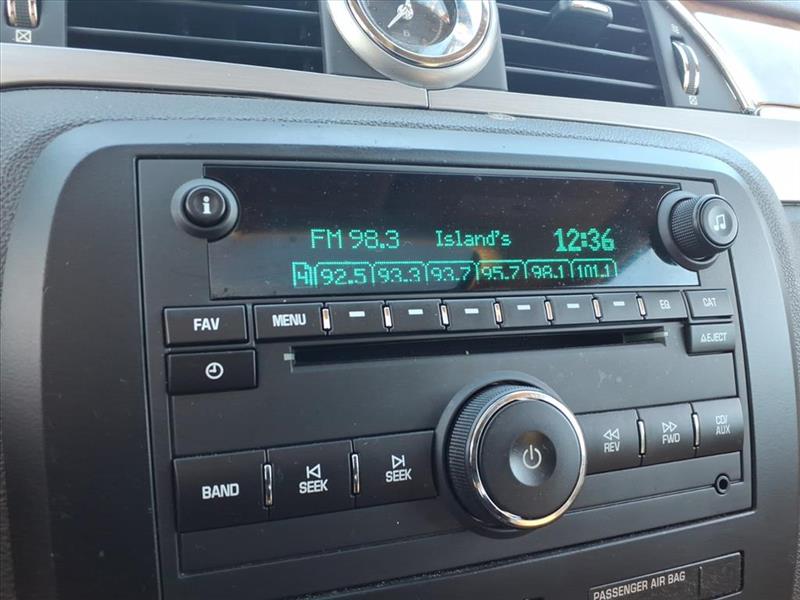 FM 98.3 Island's 12:36
4 92.5 93.3 93.7 95.7 98.1 101.1
FAV MENU EQ CAT
EJECT
REV FWD CD/AUX
BAND SEEK SEEK
PASSENGER AIR BAG